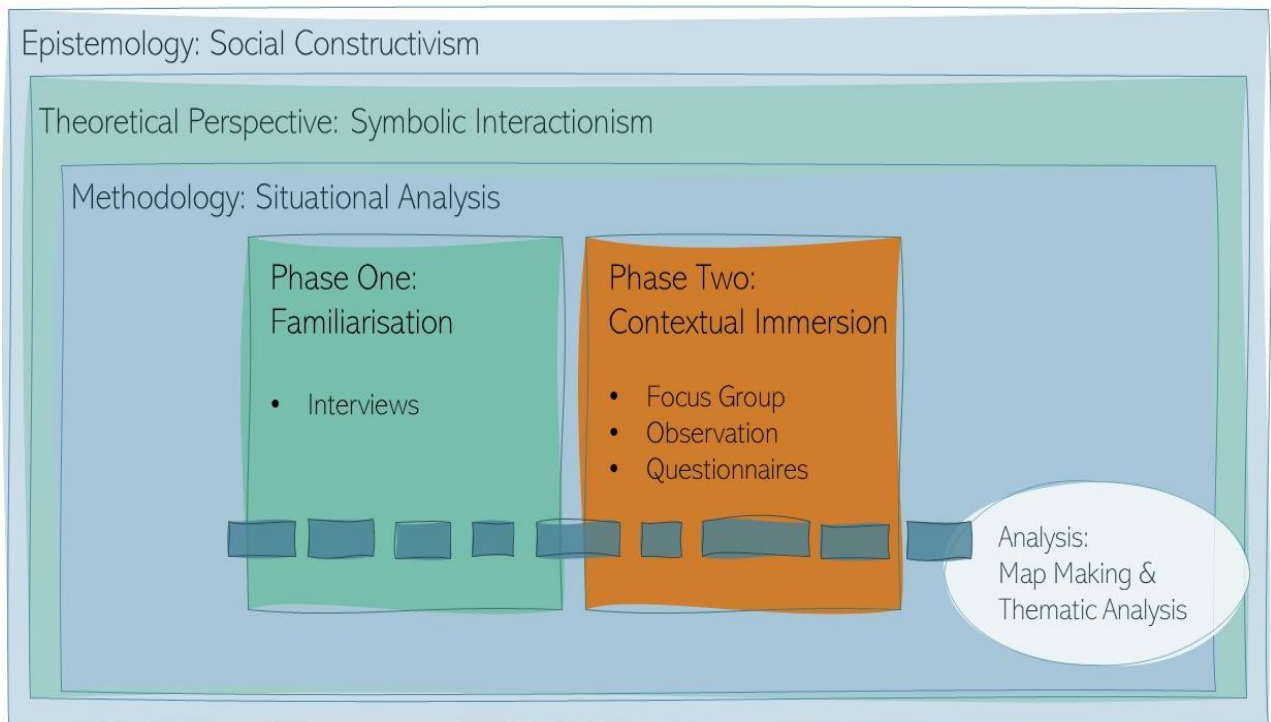 Epistemology: Social Constructivism
Theoretical Perspective: Symbolic Interactionism
Methodology: Situational Analysis
Phase One:
Familiarisation
• Interviews
Phase Two:
Contextual Immersion
• Focus Group
• Observation
• Questionnaires
Analysis:
Map Making &
Thematic Analysis